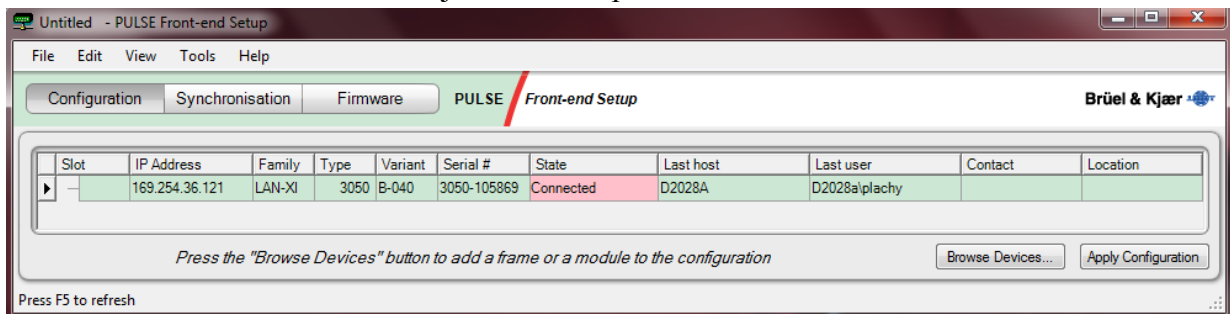 Untitled - PULSE Front-end Setup
File Edit View Tools Help
Configuration Synchronisation Firmware PULSE Front-end Setup Brüel & Kjær
Slot IP Address Family Type Variant Serial # State Last host Last user Contact Location
169.254.36.121 LAN-XI 3050 B-040 3050-105869 Connected D2028A D2028a\plachy
Press the "Browse Devices" button to add a frame or a module to the configuration Browse Devices... Apply Configuration
Press F5 to refresh